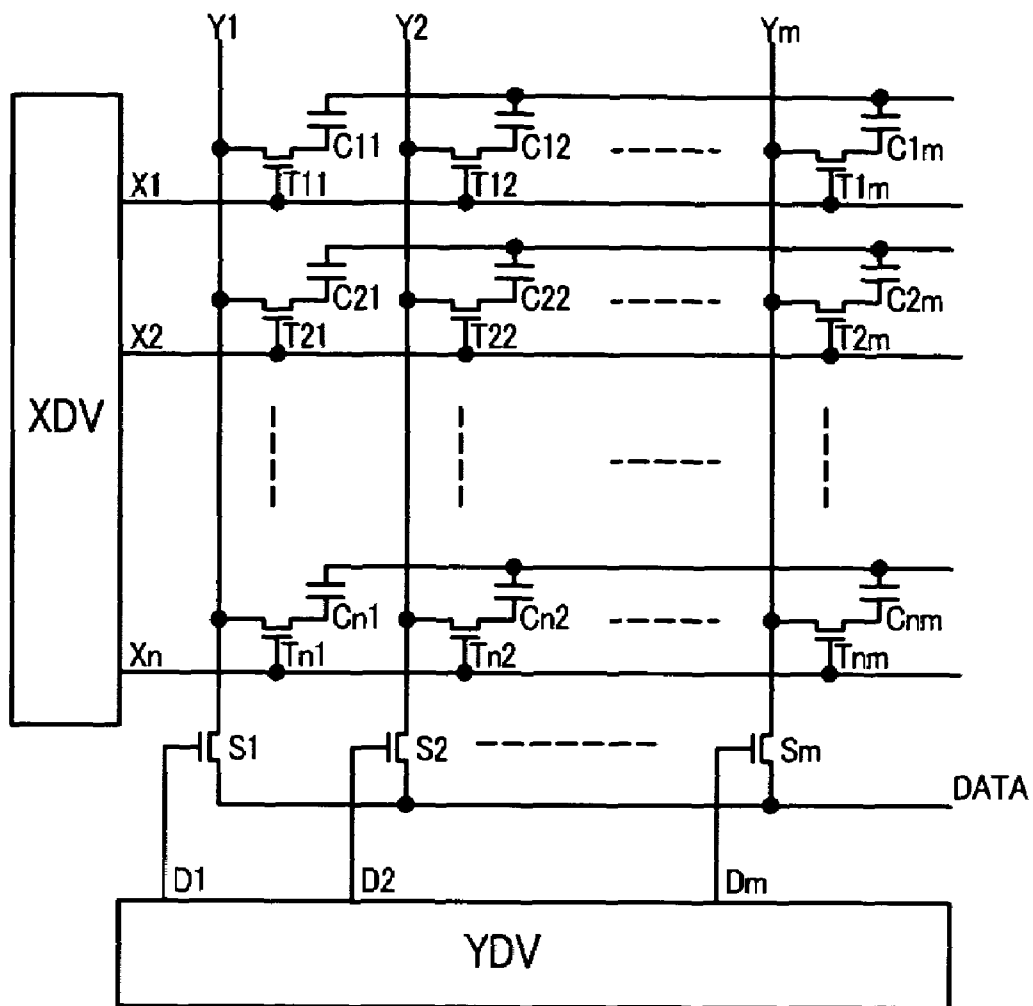 Y1 Y2 Ym
C11 C12 C1m
X1 T11 T12 T1m
C21 C22 C2m
X2 T21 T22 T2m
XDV
Cn1 Cn2 Cnm
Xn Tn1 Tn2 Tnm
S1 S2 Sm
DATA
D1 D2 Dm
YDV